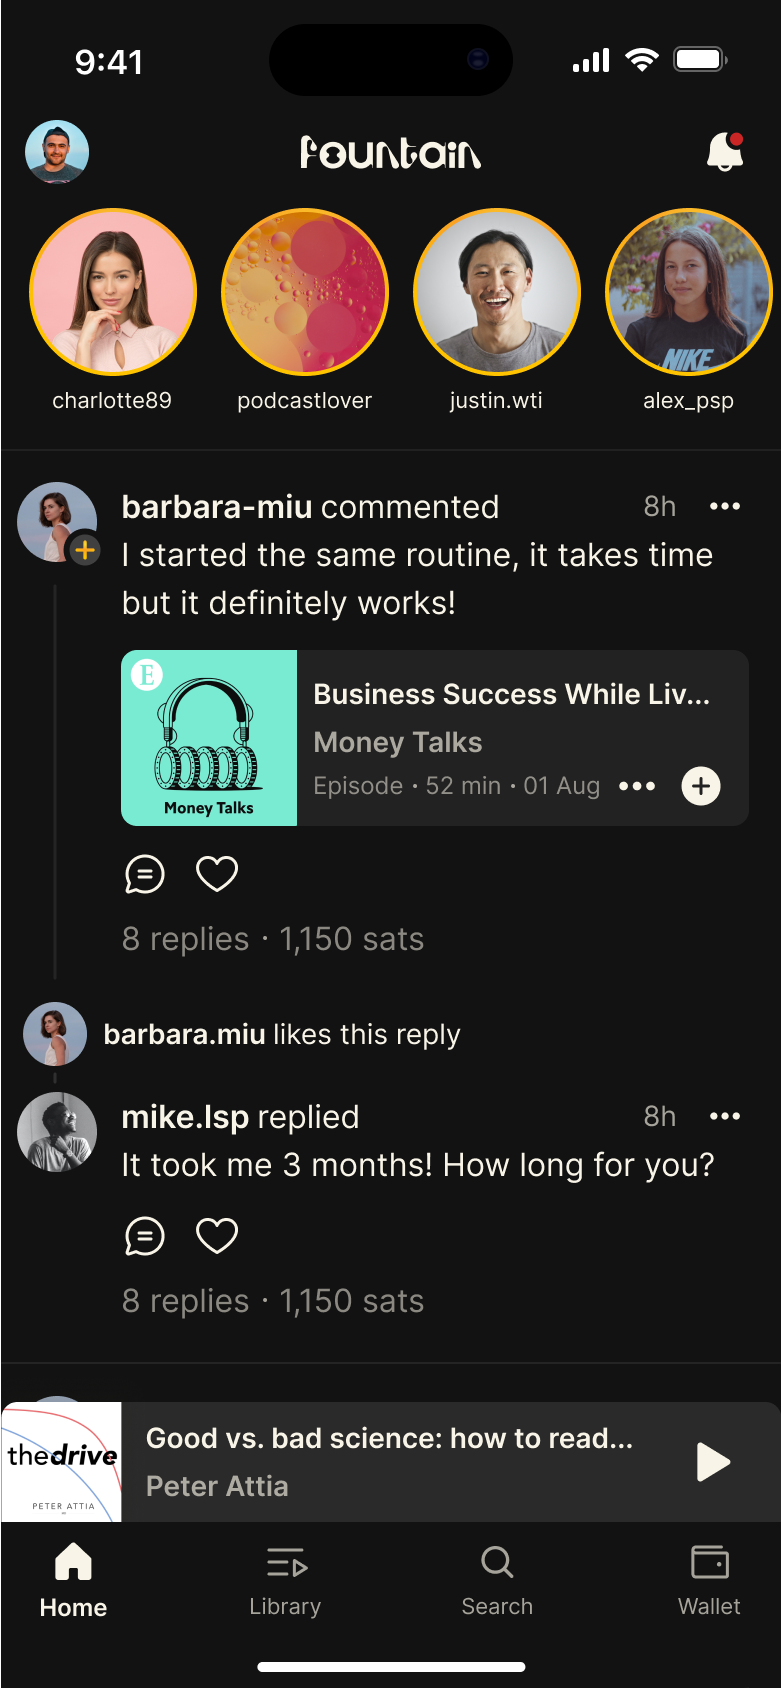 9:41
fountain
charlotte89
podcastlover
justin.wti
alex_psp
NIKE
barbara-miu commented 8h
I started the same routine, it takes time
but it definitely works!
E
Business Success While Liv...
Money Talks
Episode • 52 min • 01 Aug
Money Talks
8 replies · 1,150 sats
barbara.miu likes this reply
mike.lsp replied 8h
It took me 3 months! How long for you?
8 replies · 1,150 sats
thedrive
PETER ATTIA
Good vs. bad science: how to read...
Peter Attia
Home
Library
Search
Wallet